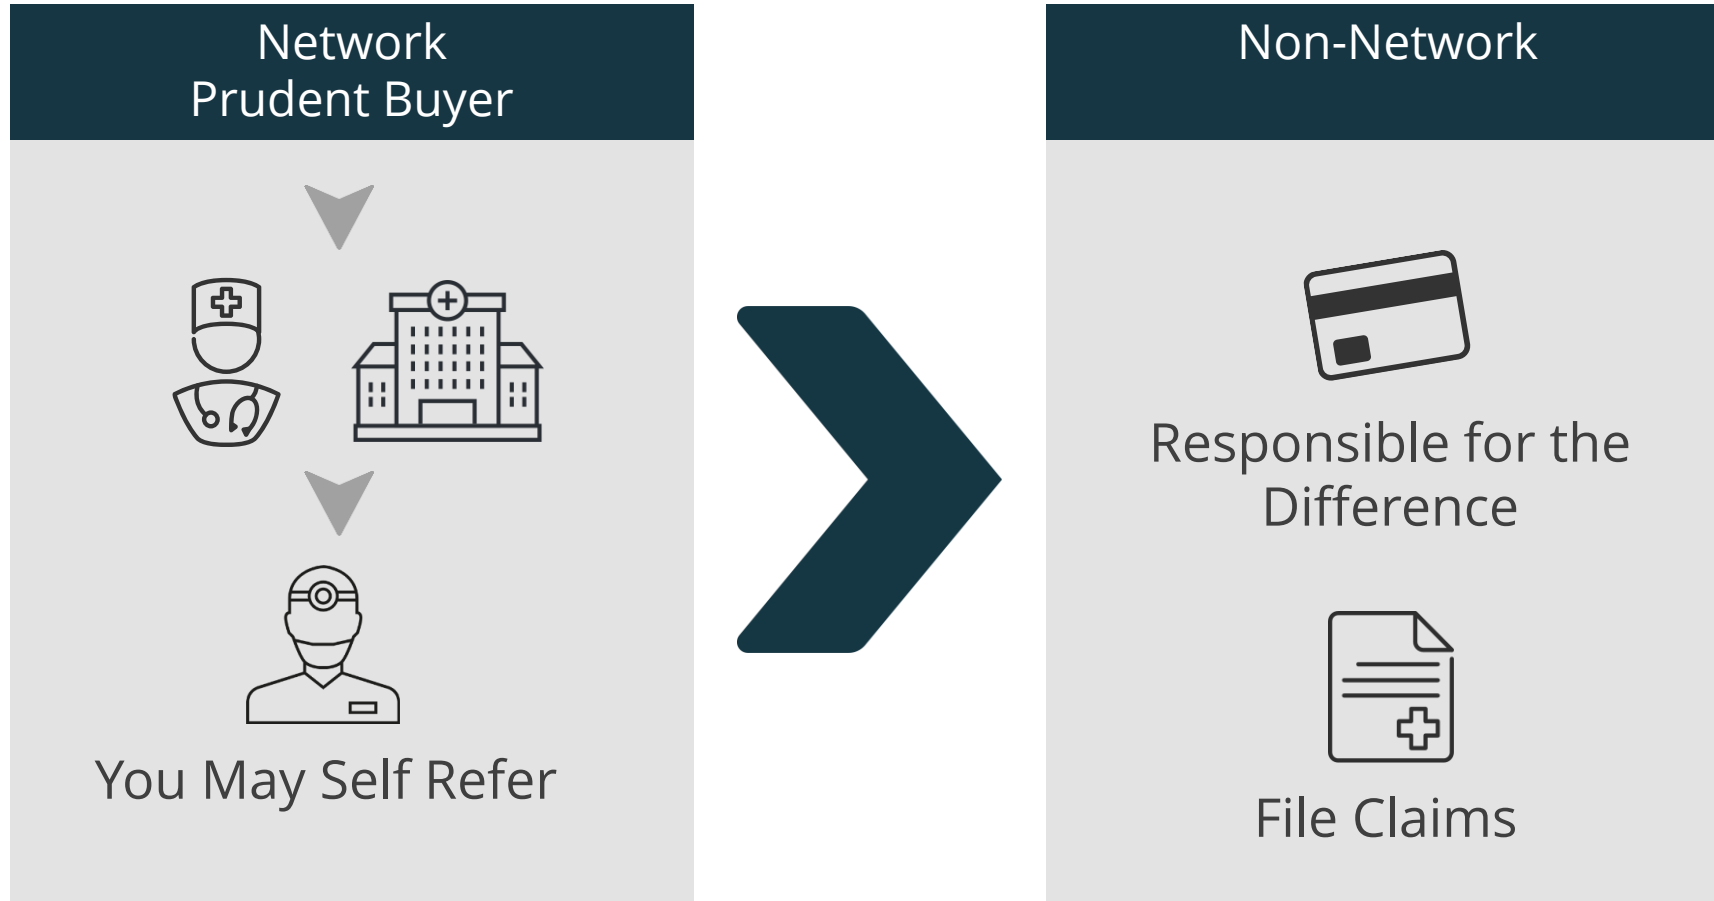 Network
Prudent Buyer
You May Self Refer
Non-Network
Responsible for the
Difference
File Claims